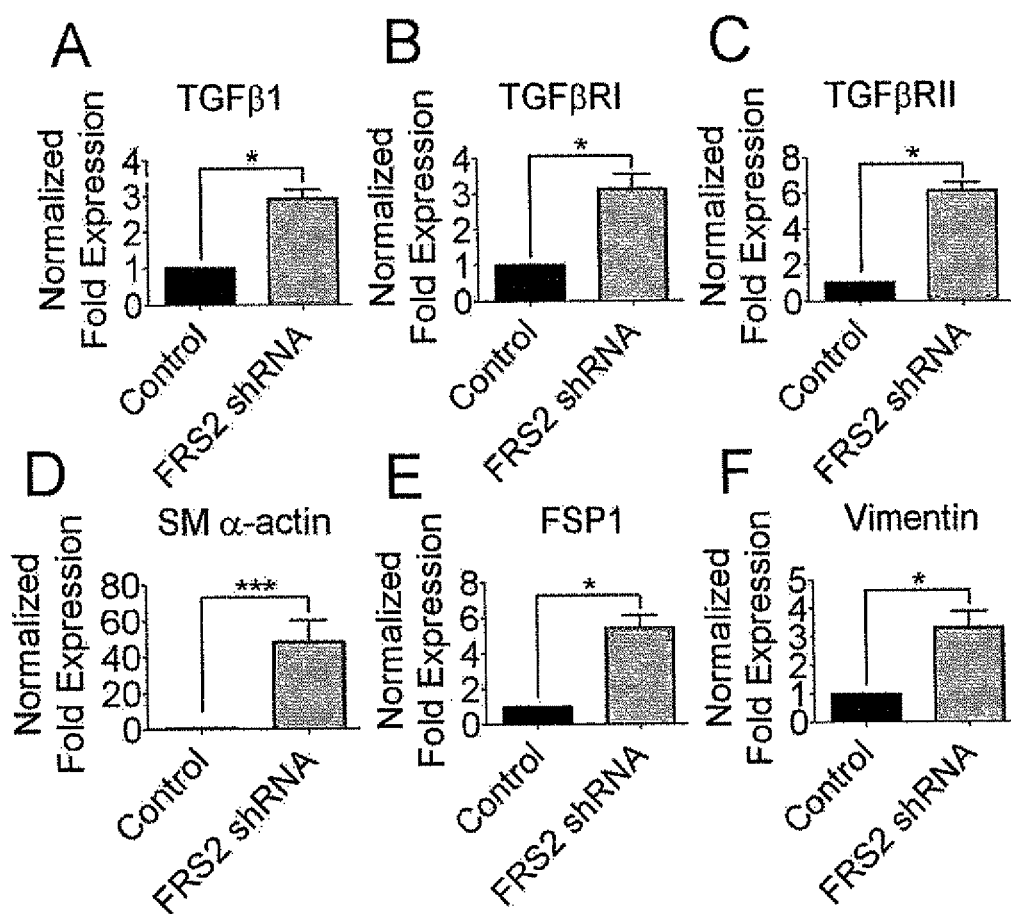 A
TGFβ1
Normalized
Fold Expression
4
3
2
1
0
*
Control
FRS2 shRNA
B
TGFβRI
Normalized
Fold Expression
4
3
2
1
0
*
Control
FRS2 shRNA
C
TGFβRII
Normalized
Fold Expression
8
6
4
2
0
*
Control
FRS2 shRNA
D
SM α-actin
Normalized
Fold Expression
80
60
40
20
0
***
Control
FRS2 shRNA
E
FSP1
Normalized
Fold Expression
8
6
4
2
0
*
Control
FRS2 shRNA
F
Vimentin
Normalized
Fold Expression
5
4
3
2
1
0
*
Control
FRS2 shRNA